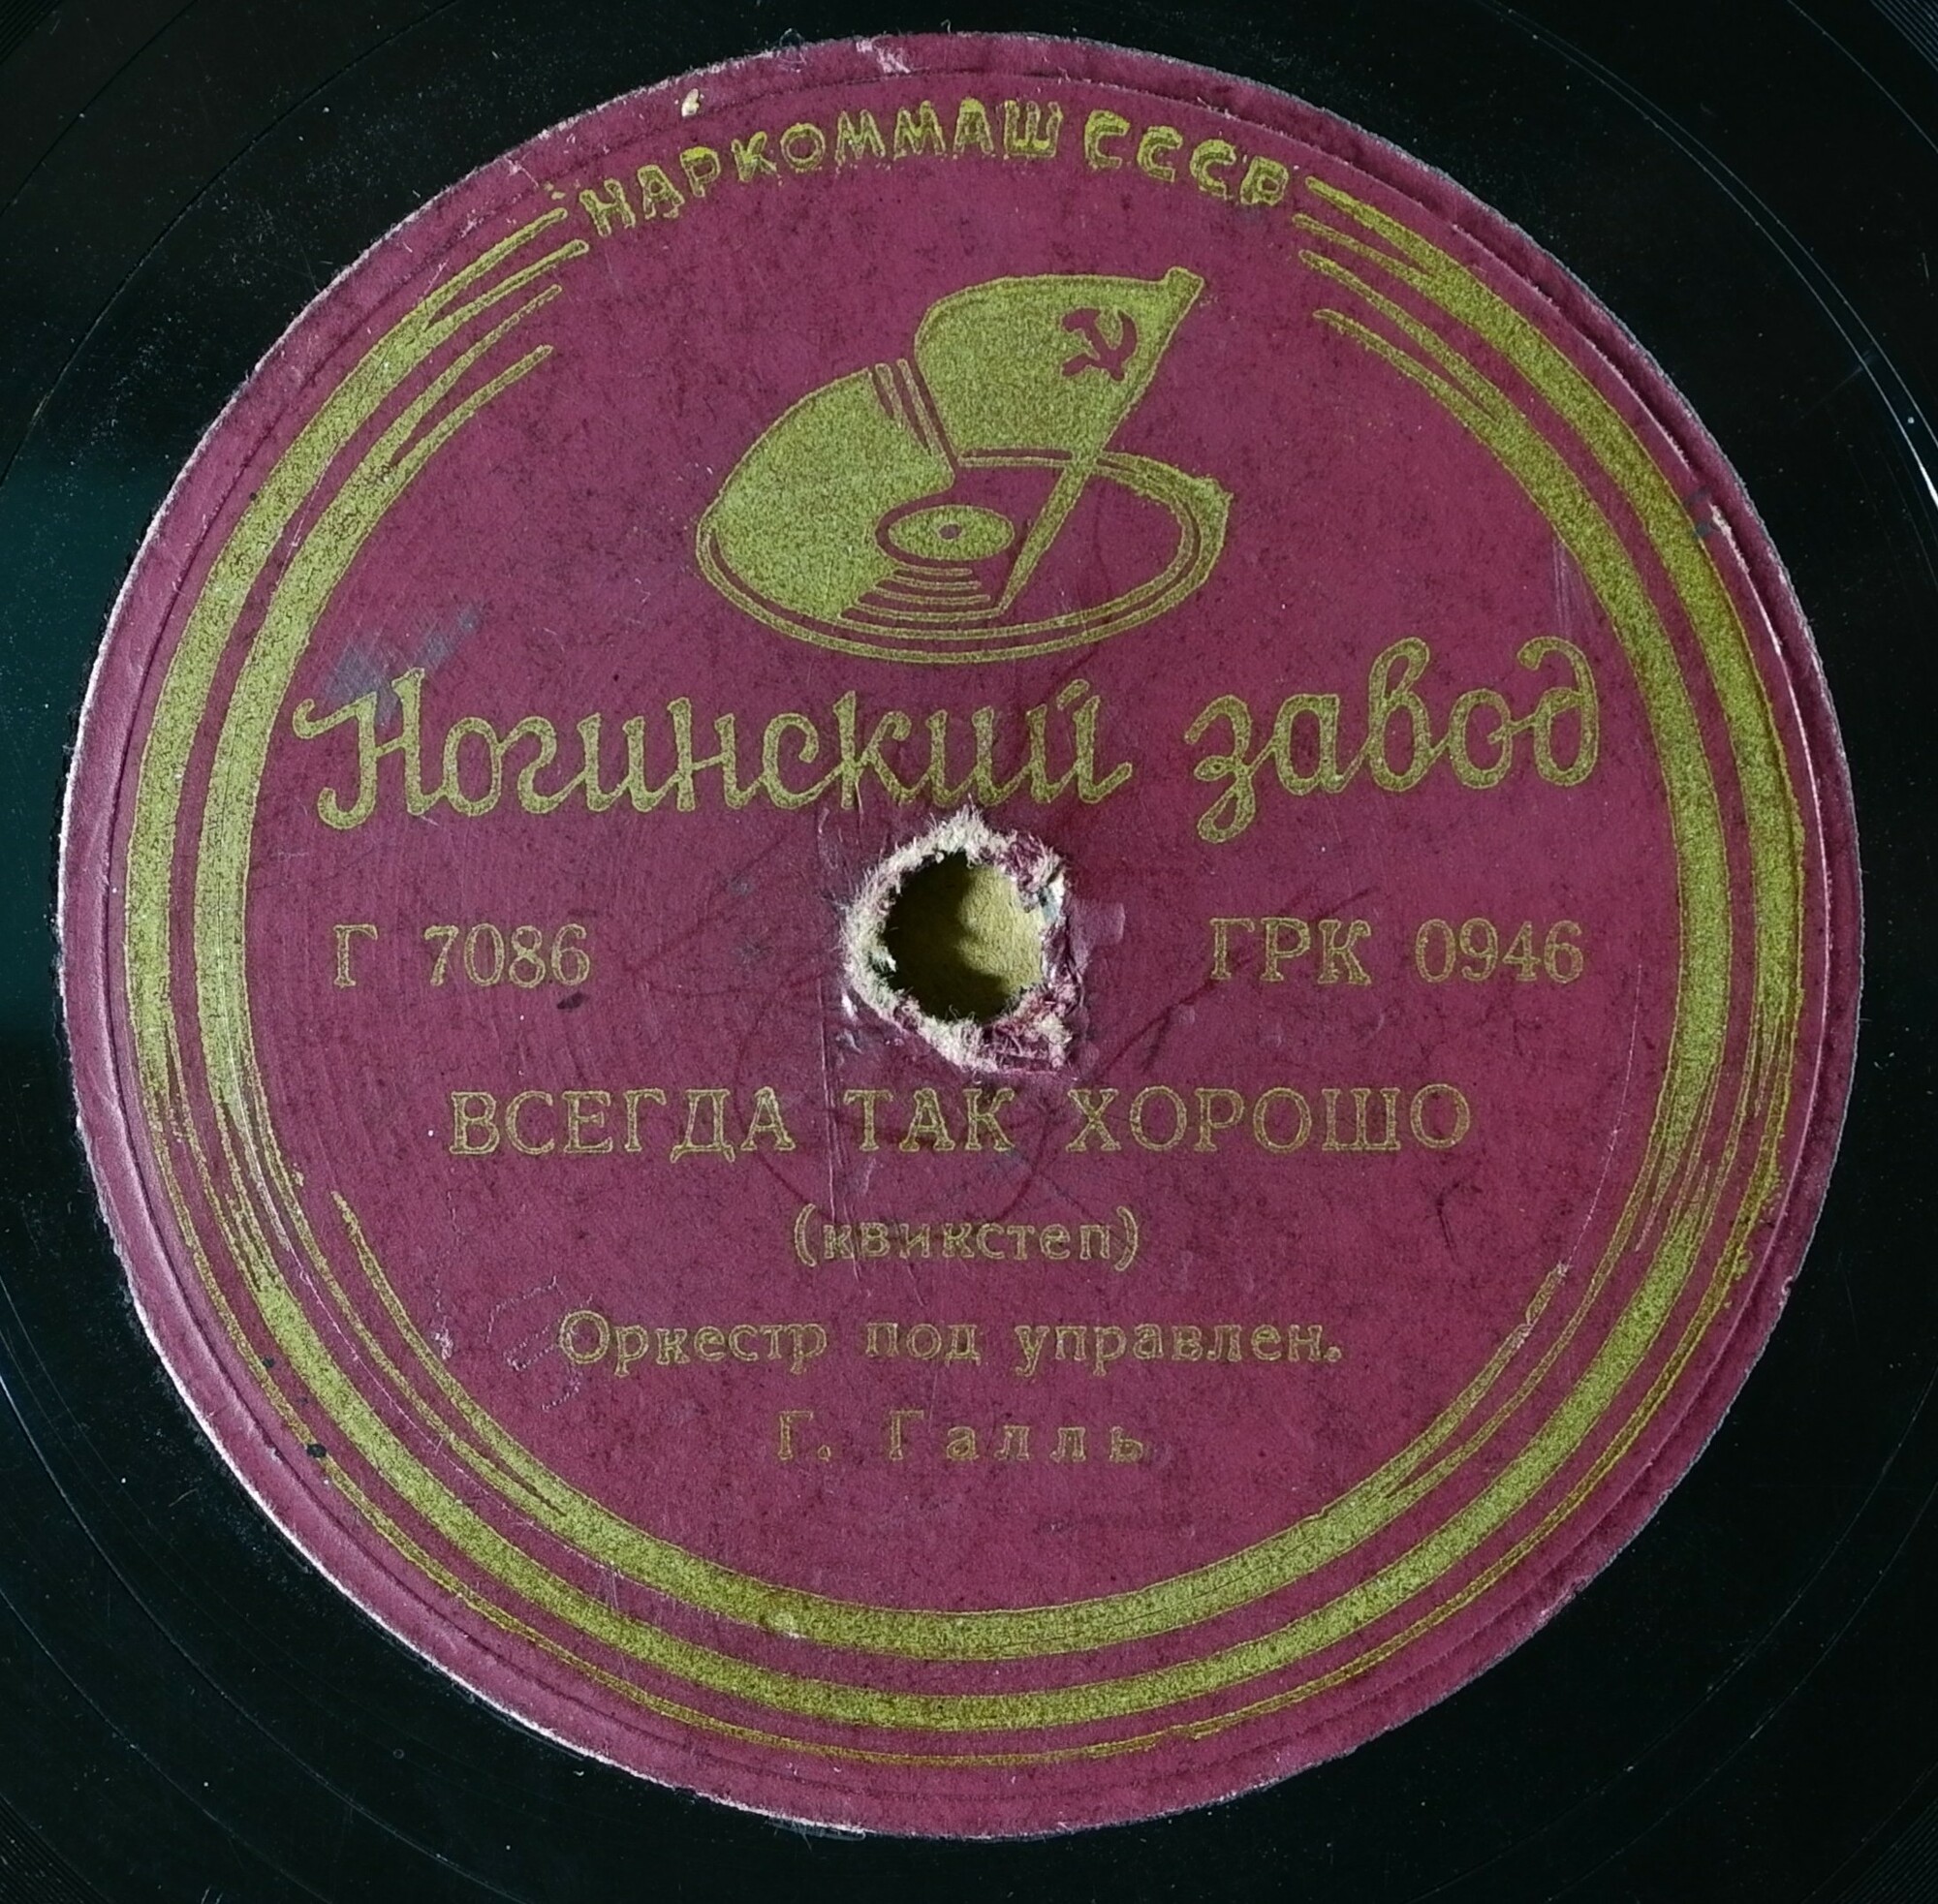 НАРКОММАШ СССР
Ногинский завод
Г 7086 ГРК 0946
ВСЕГДА ТАК ХОРОШО
(квикстеп)
Оркестр под управлен.
Г. Галль